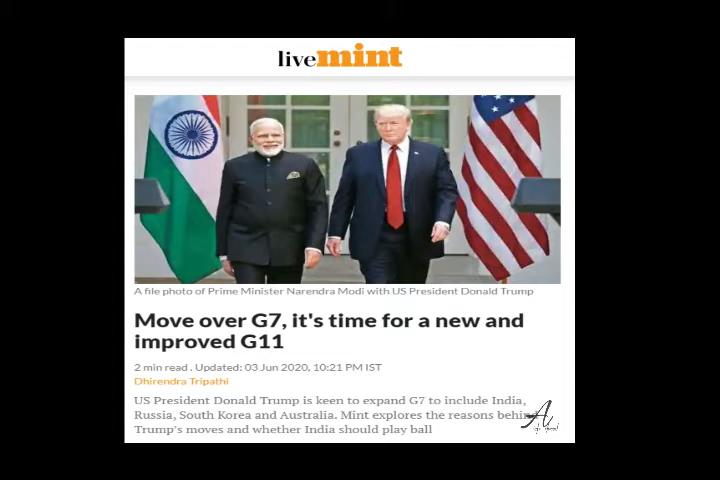 livemint
A file photo of Prime Minister Narendra Modi with US President Donald Trump
Move over G7, it's time for a new and
improved G11
2 min read . Updated: 03 Jun 2020, 10:21 PM IST
Dhirendra Tripathi
US President Donald Trump is keen to expand G7 to include India,
Russia, South Korea and Australia. Mint explores the reasons behind
Trump's moves and whether India should play ball